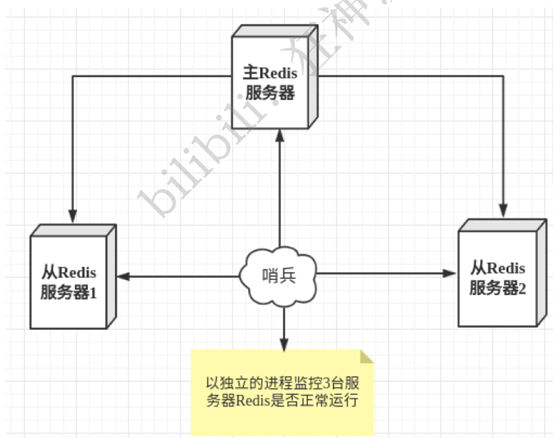 bilibili: 狂神
主Redis
服务器
从Redis
服务器1
哨兵
从Redis
服务器2
以独立的进程监控3台服
务器Redis是否正常运行